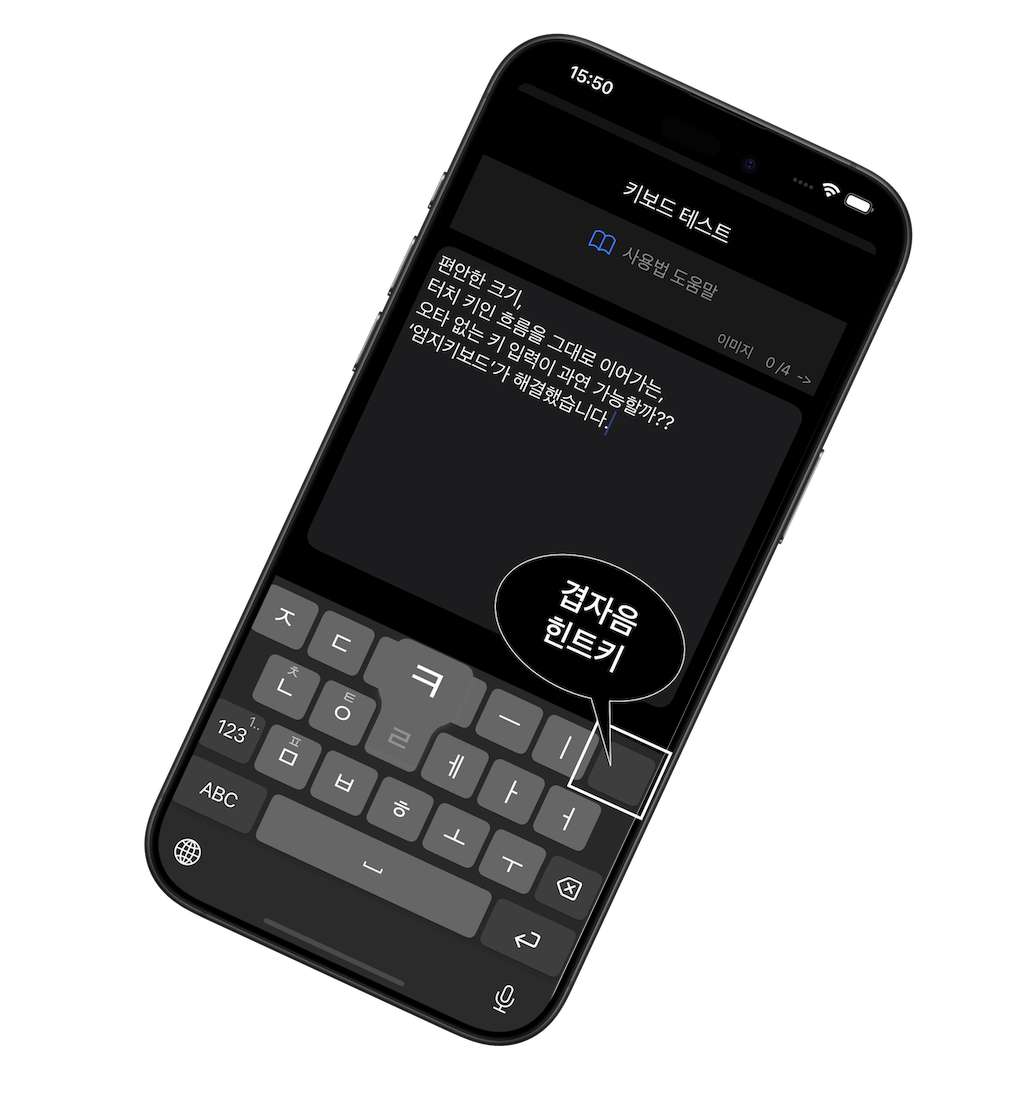 15:50
키보드 테스트
사용법 도움말
이미지 0 /4 ->
편안한 크기,
터치 키인 흐름을 그대로 이어가는,
오타 없는 키 입력이 과연 가능할까??
‘엄지키보드’가 해결했습니다.
겹자음
힌트키
ㅈ ㄷ ㅋ ㅡ ㅣ
ㅊ ㅌ
ㄴ ㅇ ㄹ ㅔ ㅏ ㅓ
123 1.. ㅍ
ㅁ ㅂ ㅎ ㅗ ㅜ
ABC